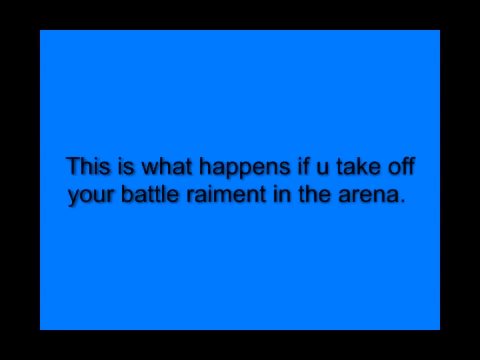 This is what happens if u take off
your battle raiment in the arena.